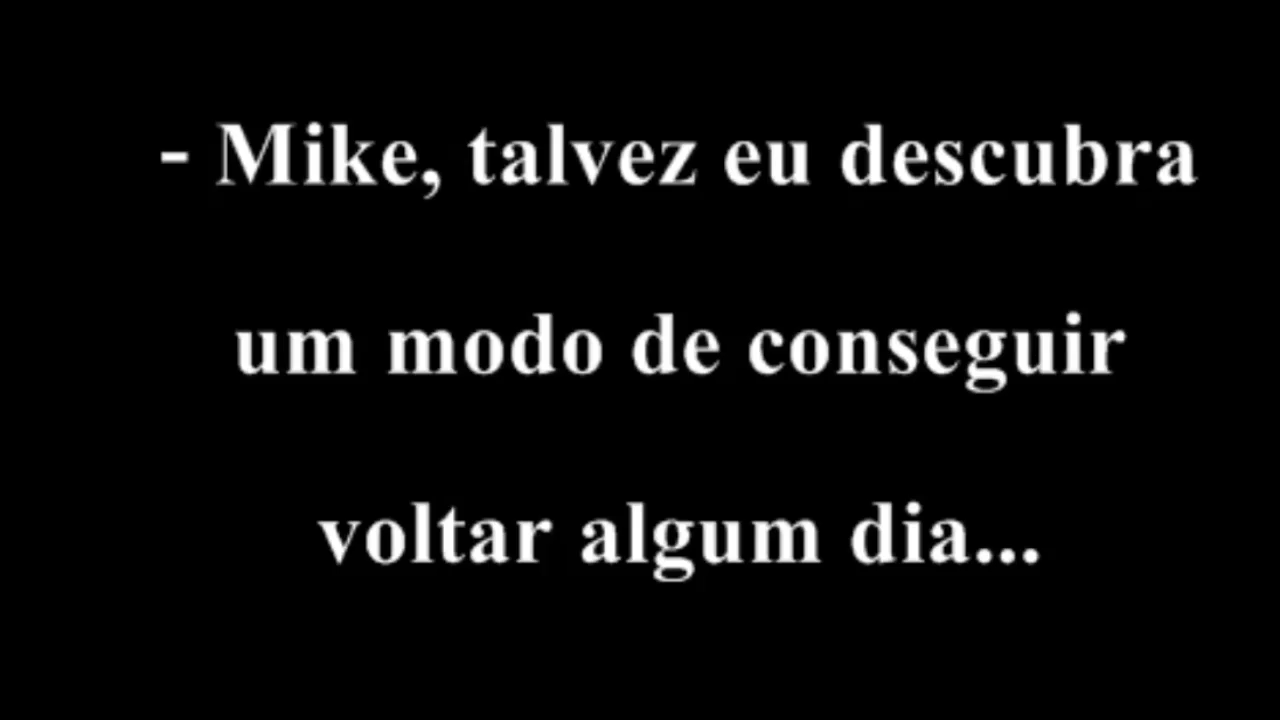 - Mike, talvez eu descubra
um modo de conseguir
voltar algum dia...